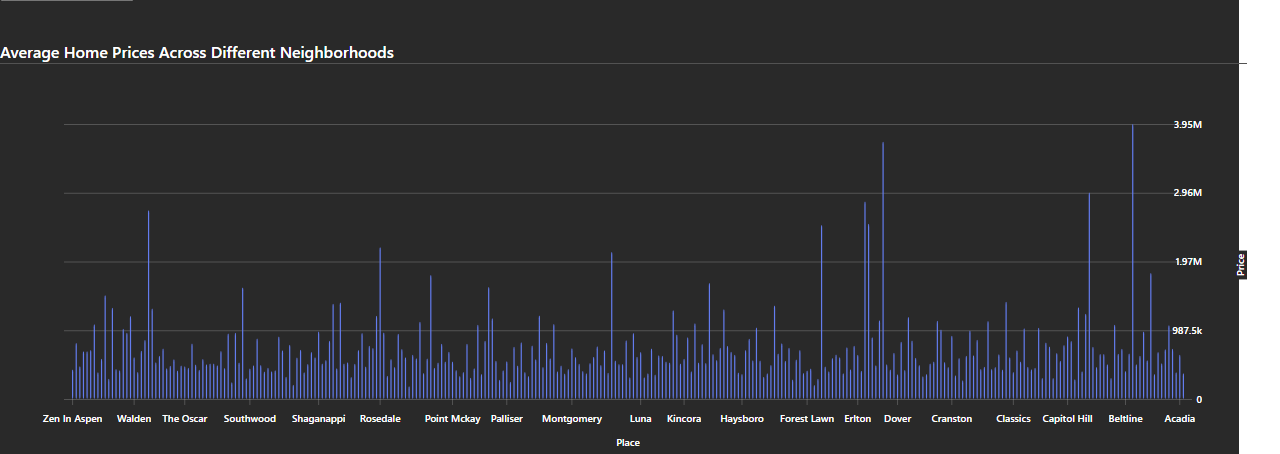 Average Home Prices Across Different Neighborhoods
3.95M
2.96M
1.97M
Price
987.5k
0
Zen In Aspen Walden The Oscar Southwood Shaganappi Rosedale Point Mckay Palliser Montgomery Luna Kincora Haysboro Forest Lawn Erlton Dover Cranston Classics Capitol Hill Beltline Acadia
Place